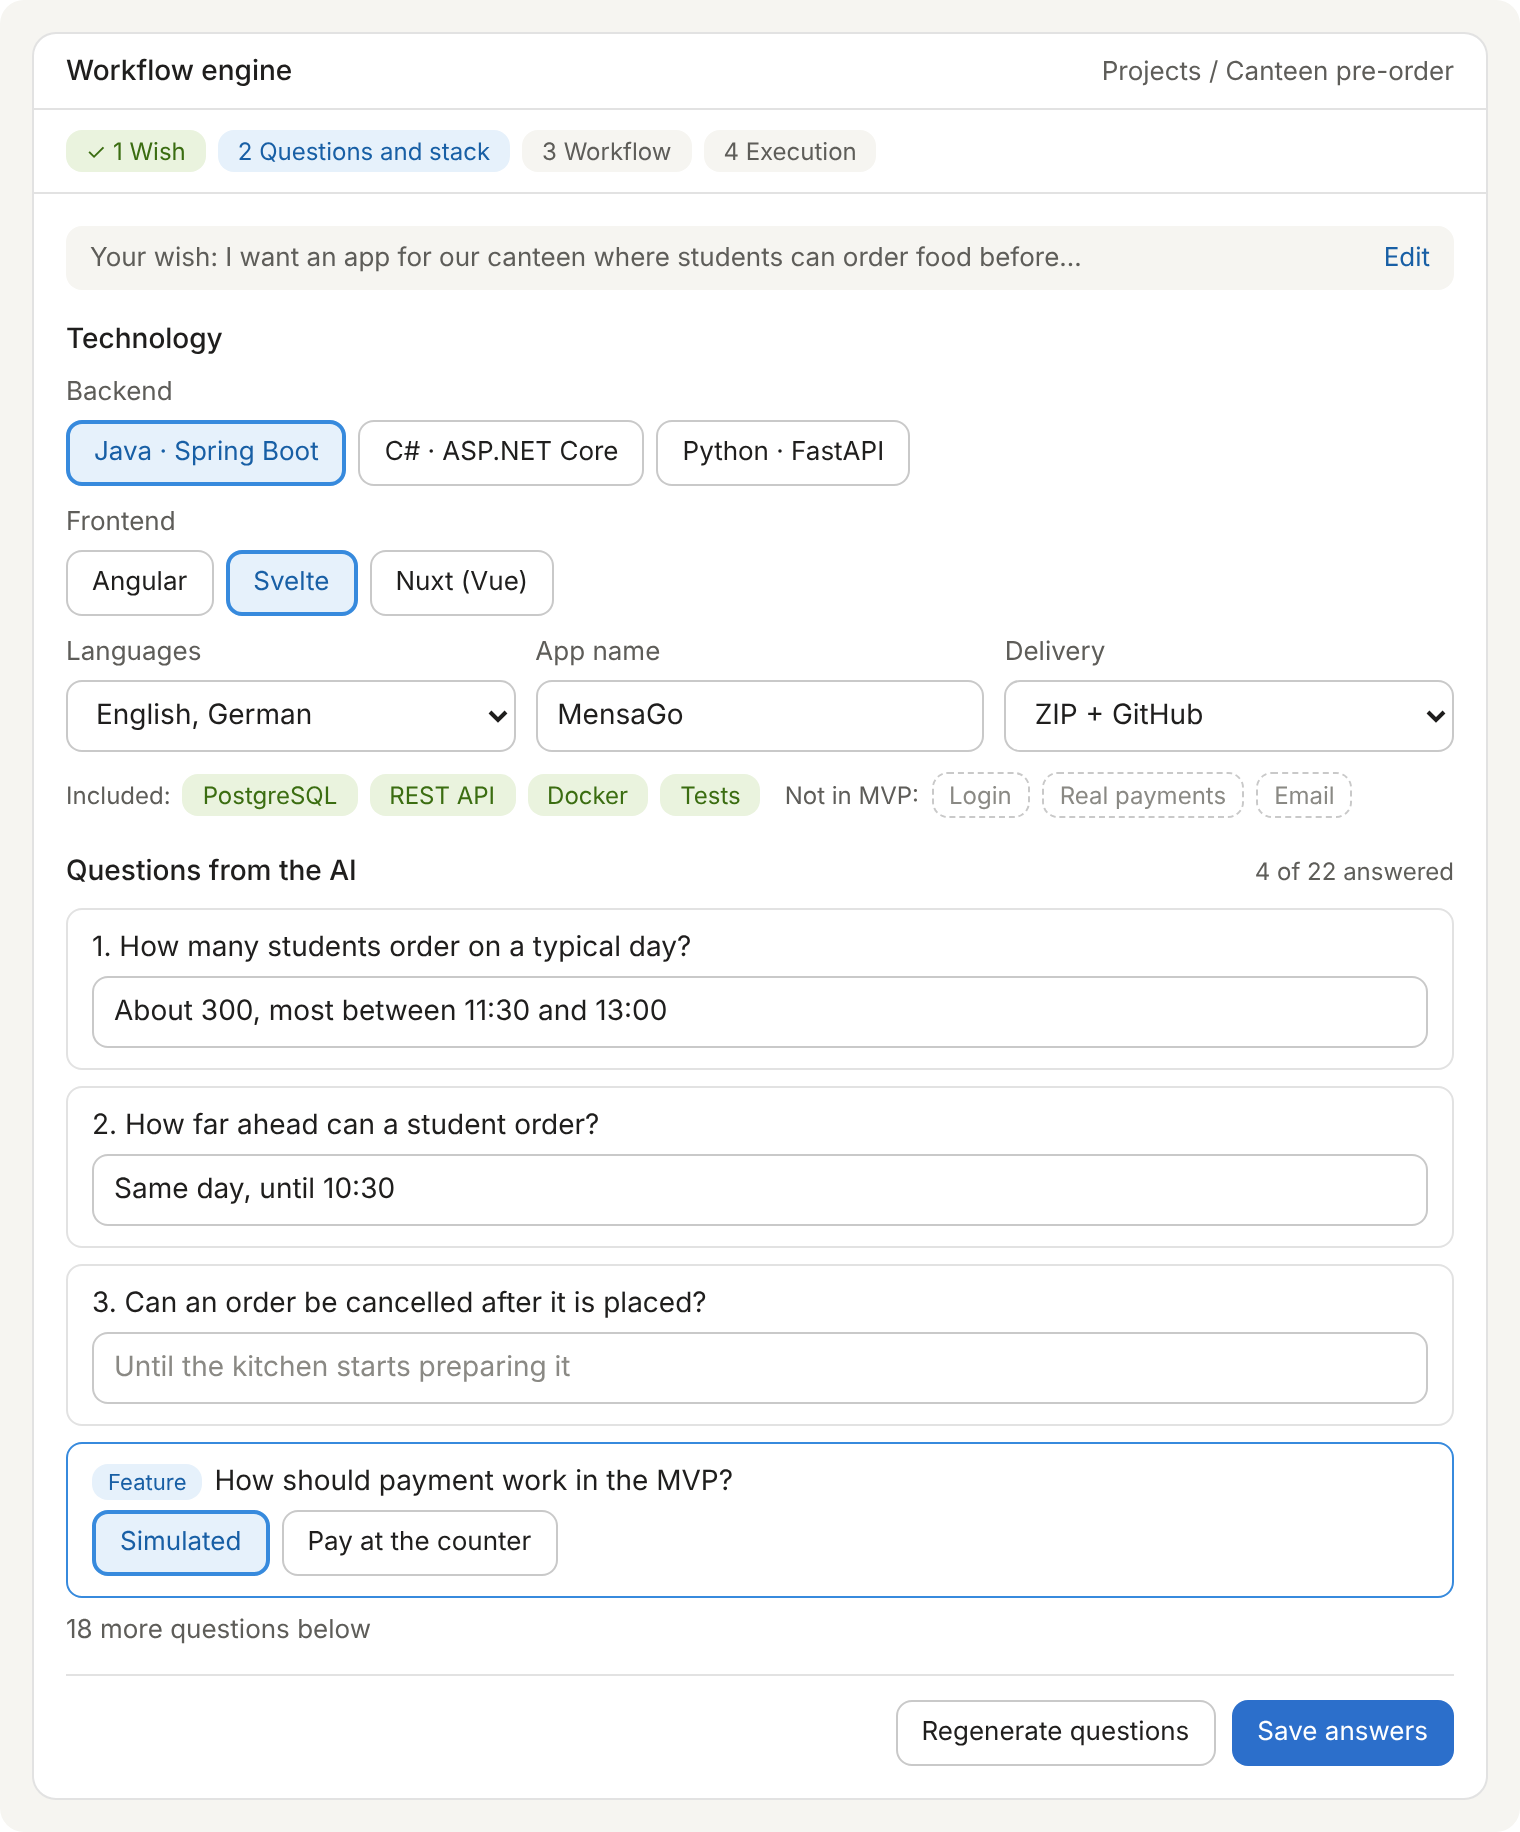 Workflow engine
Projects / Canteen pre-order
✓ 1 Wish
2 Questions and stack
3 Workflow
4 Execution
Your wish: I want an app for our canteen where students can order food before...
Edit
Technology
Backend
Java · Spring Boot
C# · ASP.NET Core
Python · FastAPI
Frontend
Angular
Svelte
Nuxt (Vue)
Languages
App name
Delivery
English, German
MensaGo
ZIP + GitHub
Included: PostgreSQL REST API Docker Tests Not in MVP: Login Real payments Email
Questions from the AI
4 of 22 answered
1. How many students order on a typical day?
About 300, most between 11:30 and 13:00
2. How far ahead can a student order?
Same day, until 10:30
3. Can an order be cancelled after it is placed?
Until the kitchen starts preparing it
Feature How should payment work in the MVP?
Simulated
Pay at the counter
18 more questions below
Regenerate questions
Save answers